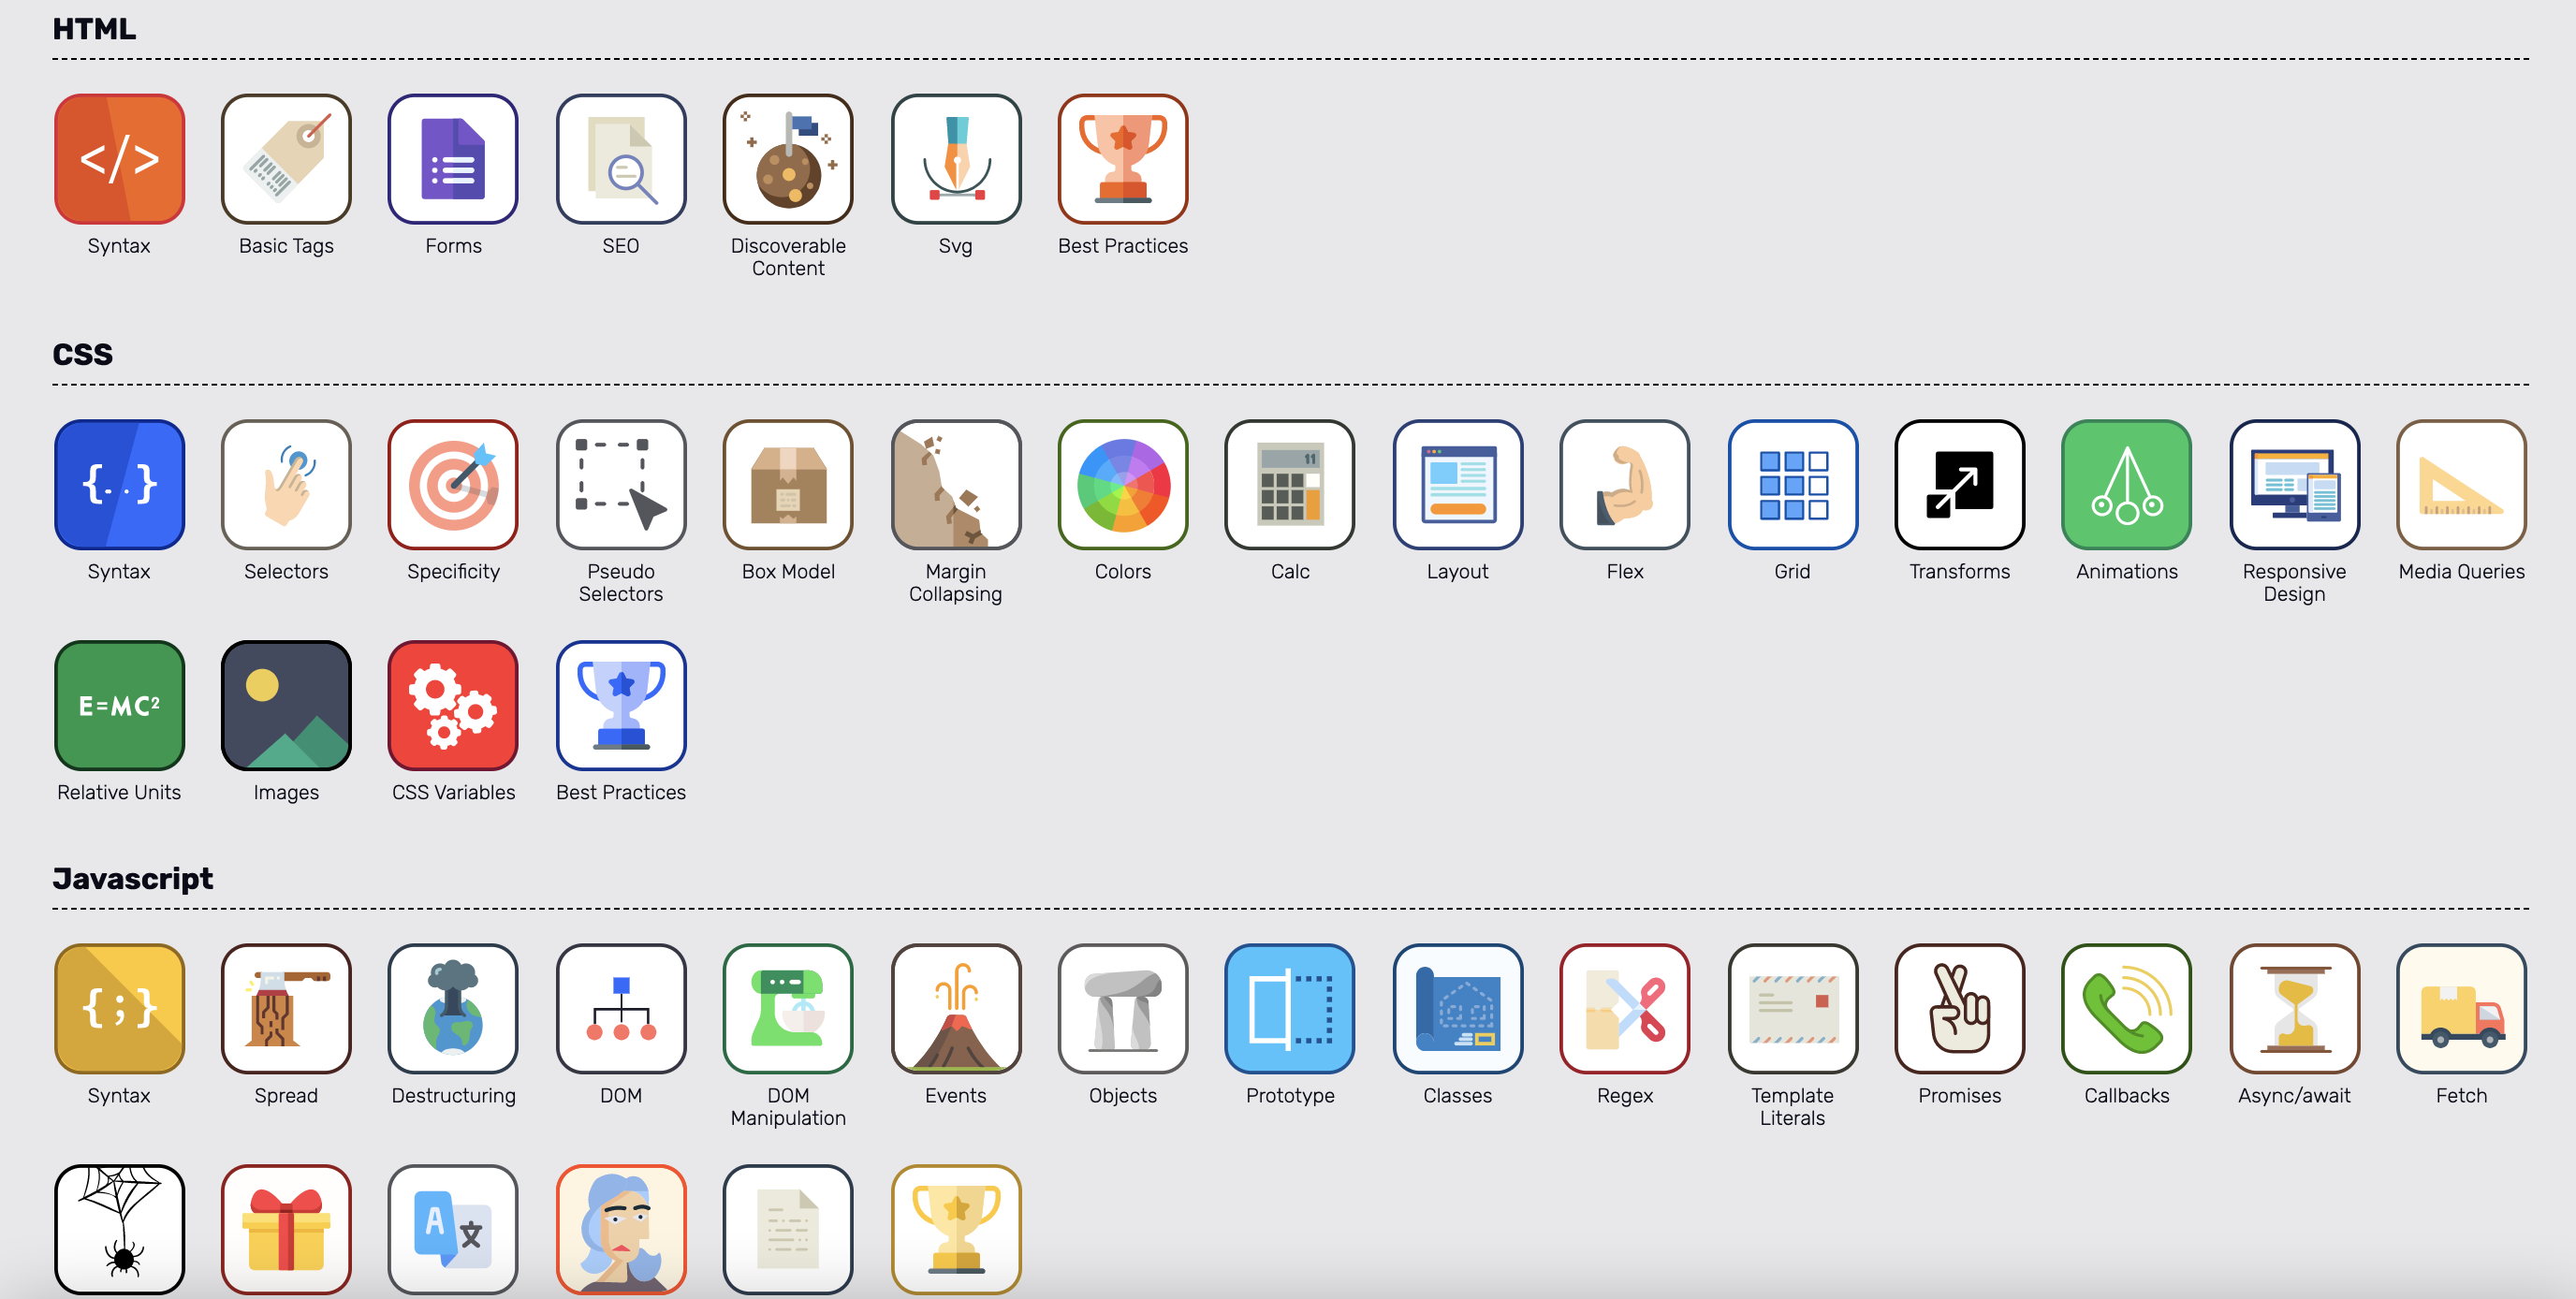 HTML
</>
Syntax
Basic Tags
Forms
SEO
Discoverable
Content
Svg
Best Practices
CSS
{..}
11
Syntax
Selectors
Specificity
Pseudo
Selectors
Box Model
Margin
Collapsing
Colors
Calc
Layout
Flex
Grid
Transforms
Animations
Responsive
Design
Media Queries
E=MC²
Relative Units
Images
CSS Variables
Best Practices
Javascript
{;}
Syntax
Spread
Destructuring
DOM
DOM
Manipulation
Events
Objects
Prototype
Classes
Regex
Template
Literals
Promises
Callbacks
Async/await
Fetch
A
文